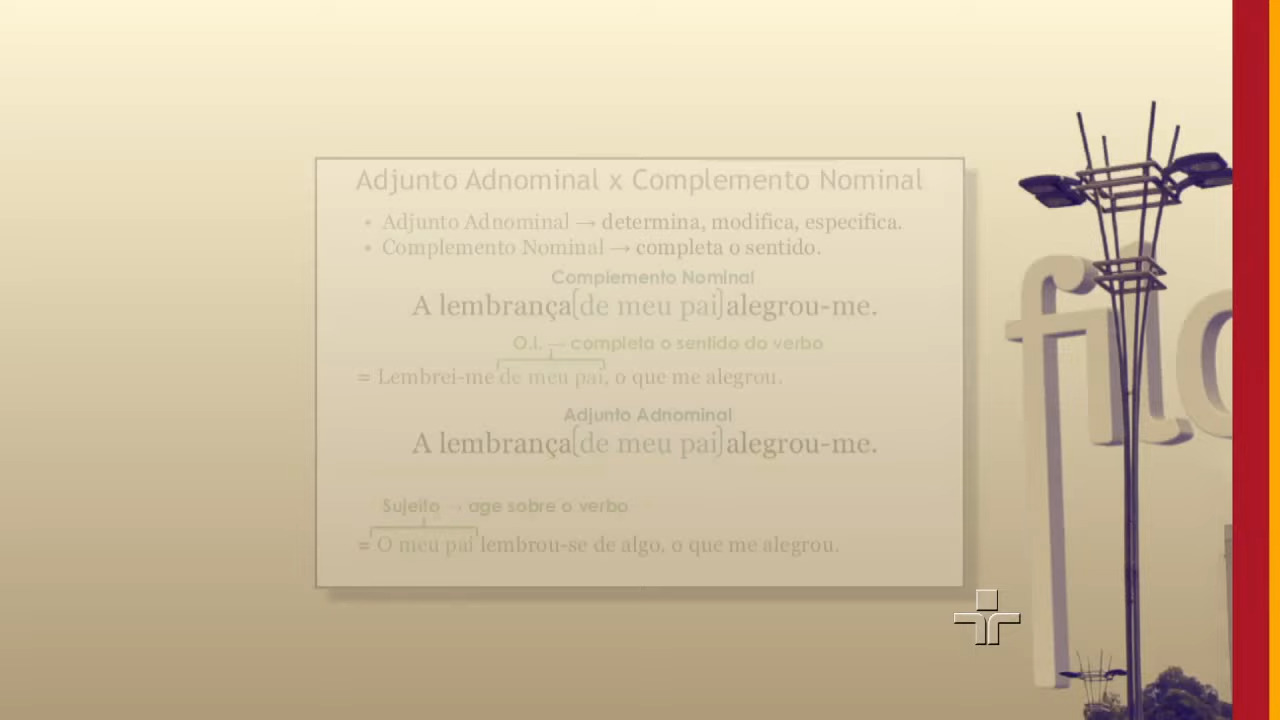 Adjunto Adnominal x Complemento Nominal
• Adjunto Adnominal → determina, modifica, especifica.
• Complemento Nominal → completa o sentido.
Complemento Nominal
A lembrança(de meu pai)alegrou-me.
O.I. → completa o sentido do verbo
= Lembrei-me de meu pai, o que me alegrou.
Adjunto Adnominal
A lembrança(de meu pai)alegrou-me.
Sujeito → age sobre o verbo
= O meu pai lembrou-se de algo, o que me alegrou.